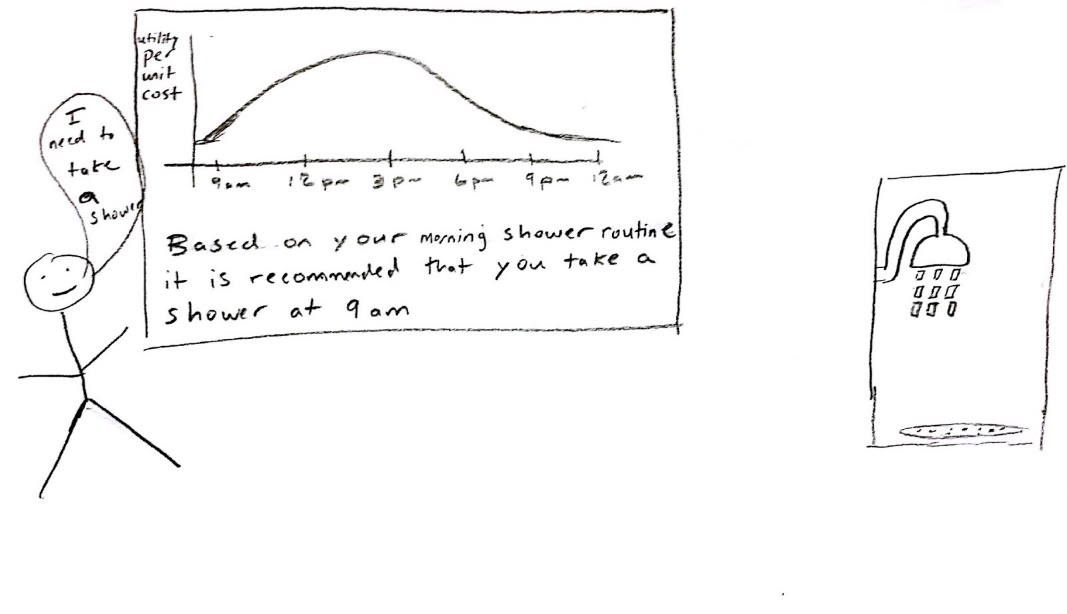 utility
per
unit
cost
I
need to
take
a
shower
9am 12pm 3pm 6pm 9pm 12am
Based on your morning shower routine
it is recommended that you take a
shower at 9am